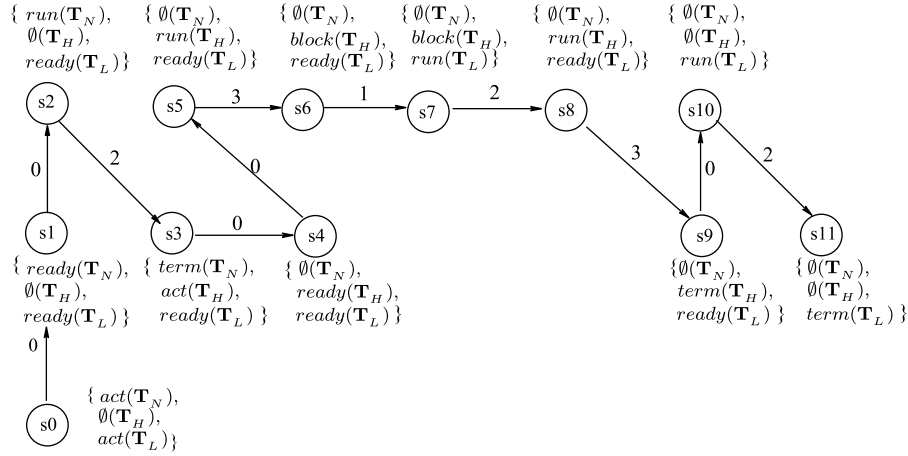 { run(T_N), ∅(T_H), ready(T_L)}
{ ∅(T_N), run(T_H), ready(T_L)}
{ ∅(T_N), block(T_H), ready(T_L)}
{ ∅(T_N), block(T_H), run(T_L)}
{ ∅(T_N), run(T_H), ready(T_L)}
{ ∅(T_N), ∅(T_H), run(T_L)}
s2
s5
3
s6
1
s7
2
s8
s10
0
2
0
3
0
2
s1
s3
0
s4
s9
s11
{ ready(T_N), ∅(T_H), ready(T_L)}
{ term(T_N), act(T_H), ready(T_L)}
{ ∅(T_N), ready(T_H), ready(T_L)}
{∅(T_N), term(T_H), ready(T_L)}
{ ∅(T_N), ∅(T_H), term(T_L)}
0
s0
{ act(T_N), ∅(T_H), act(T_L)}